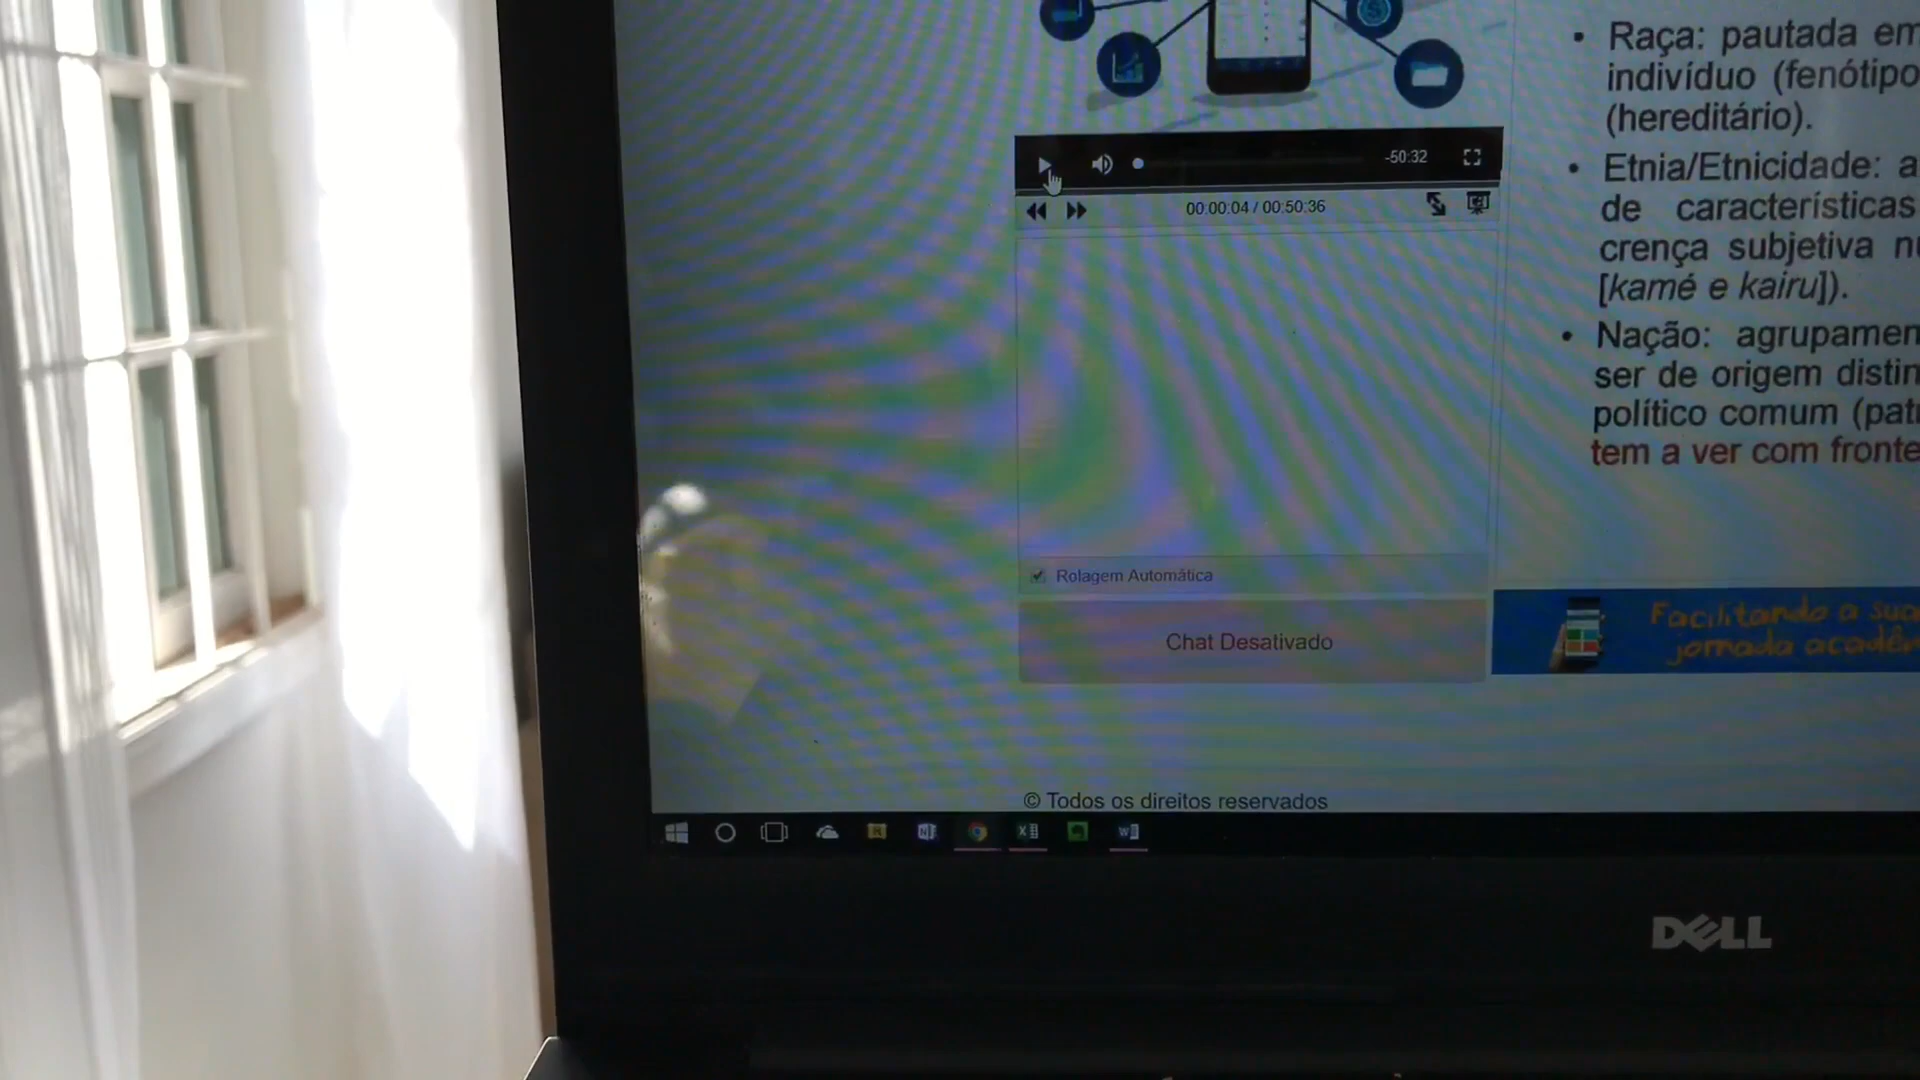 • Raça: pautada em
indivíduo (fenótipo
(hereditário).
• Etnia/Etnicidade: a
de características
crença subjetiva nu
[kamé e kairu]).
• Nação: agrupamen
ser de origem distin
político comum (pat
tem a ver com fronte
-50:32
00:00:04 / 00:50:36
Rolagem Automática
Chat Desativado
Facilitando a sua
jornada acadêm
© Todos os direitos reservados
DELL